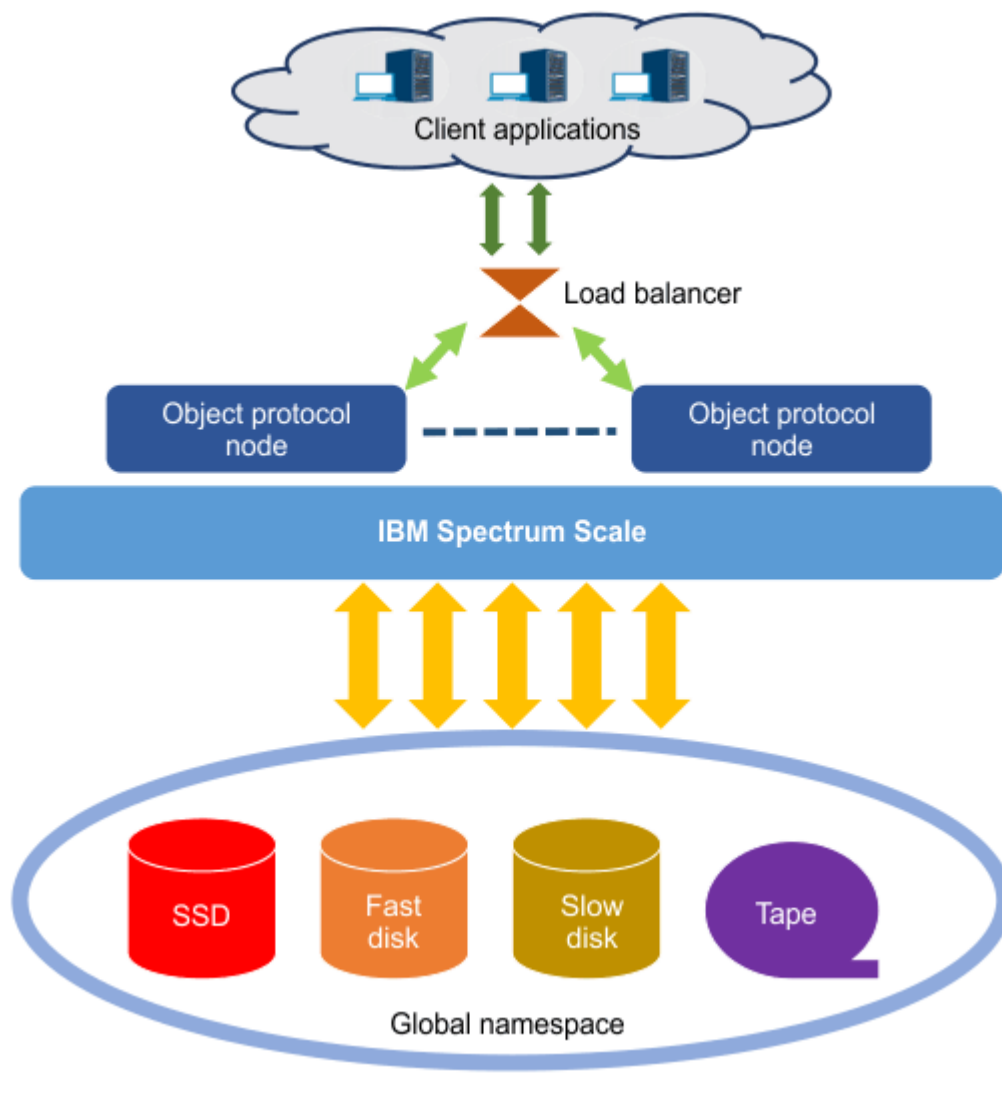 Client applications
Load balancer
Object protocol
node
Object protocol
node
IBM Spectrum Scale
SSD
Fast
disk
Slow
disk
Tape
Global namespace